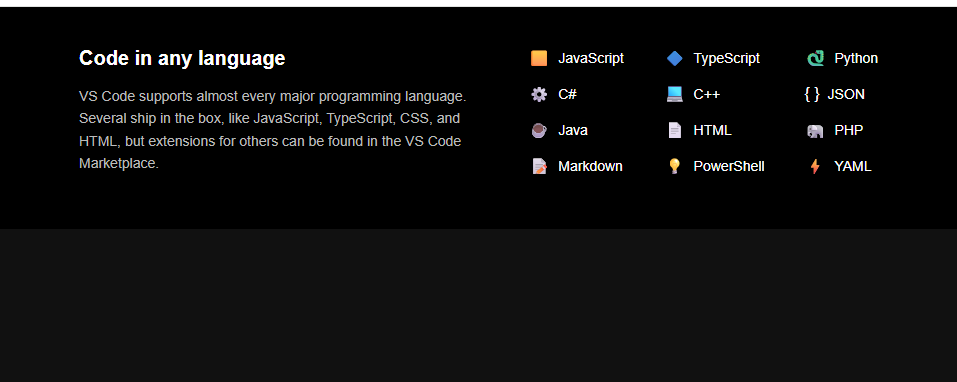 Code in any language
VS Code supports almost every major programming language.
Several ship in the box, like JavaScript, TypeScript, CSS, and
HTML, but extensions for others can be found in the VS Code
Marketplace.
JavaScript TypeScript Python
C# C++ { } JSON
Java HTML PHP
Markdown PowerShell YAML